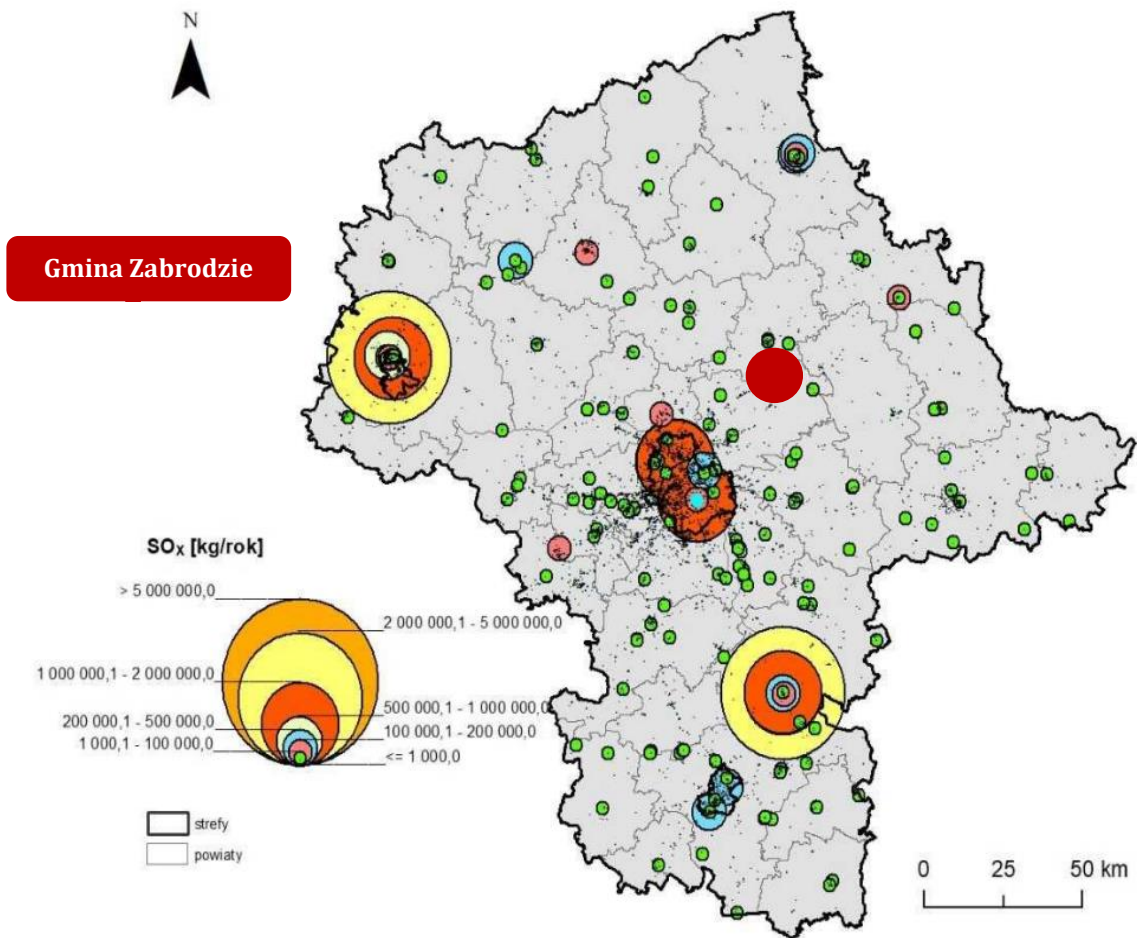 N
Gmina Zabrodzie
SOx [kg/rok]
> 5 000 000,0
2 000 000,1 - 5 000 000,0
1 000 000,1 - 2 000 000,0
500 000,1 - 1 000 000,0
200 000,1 - 500 000,0
100 000,1 - 200 000,0
1 000,1 - 100 000,0
<= 1 000,0
strefy
powiaty
0 25 50 km